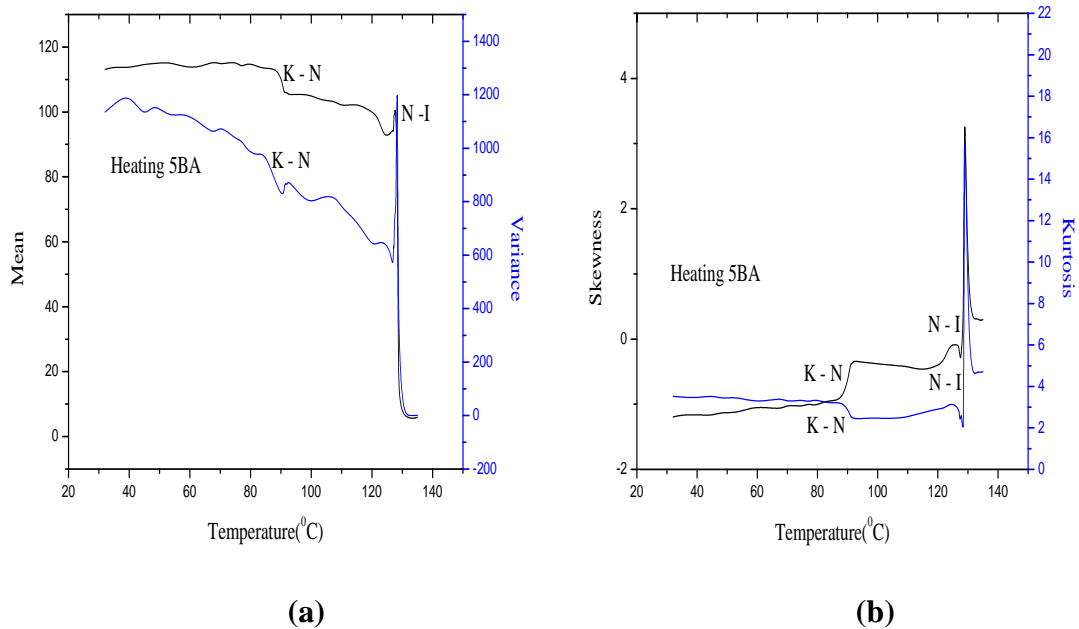 120
100
80
60
40
20
0
Mean
1400
1200
1000
800
600
400
200
0
-200
Variance
K - N
N -I
K - N
Heating 5BA
20 40 60 80 100 120 140
Temperature(⁰C)
(a)
4
2
0
-2
Skewness
22
20
18
16
14
12
10
8
6
4
2
0
Kurtosis
Heating 5BA
N - I
K - N
N - I
K - N
20 40 60 80 100 120 140
Temperature(⁰C)
(b)